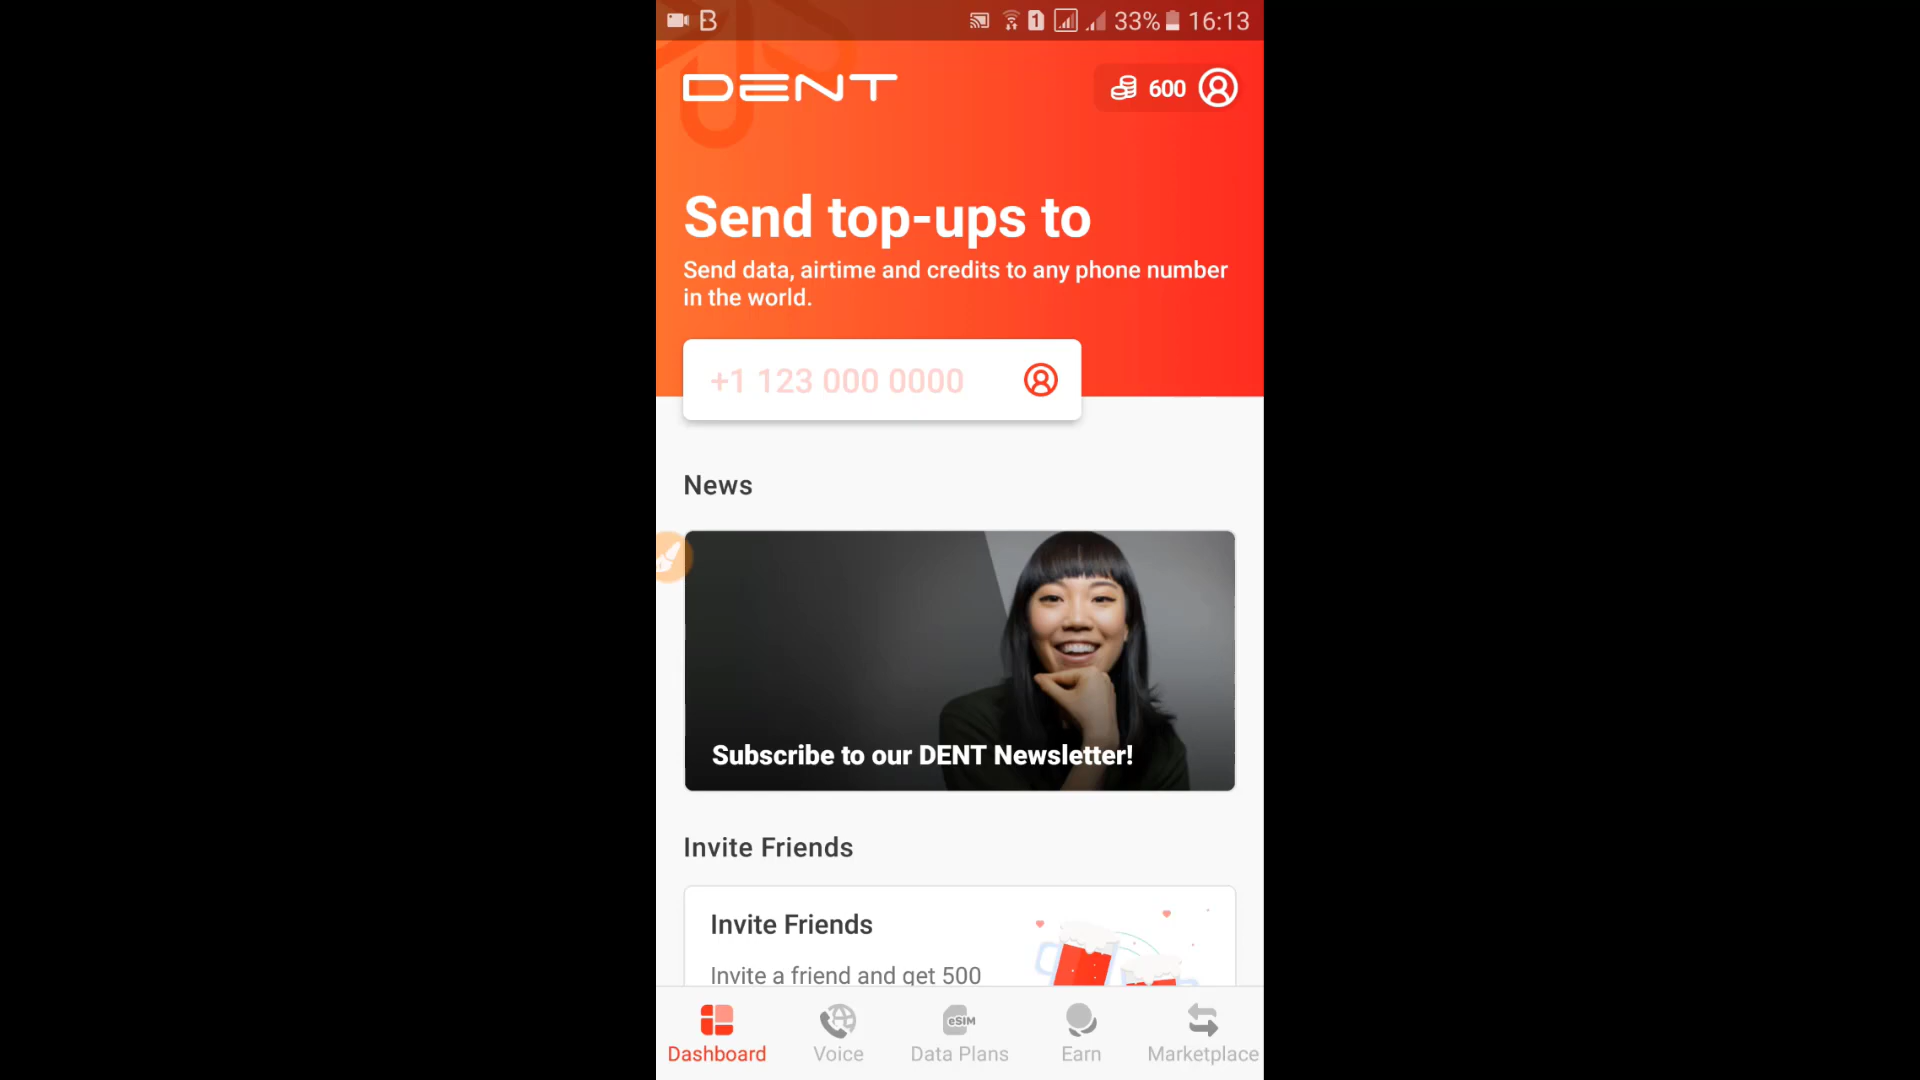 33% 16:13
DENT
600
Send top-ups to
Send data, airtime and credits to any phone number
in the world.
+1 123 000 0000
News
Subscribe to our DENT Newsletter!
Invite Friends
Invite Friends
Invite a friend and get 500
eSIM
Dashboard Voice Data Plans Earn Marketplace